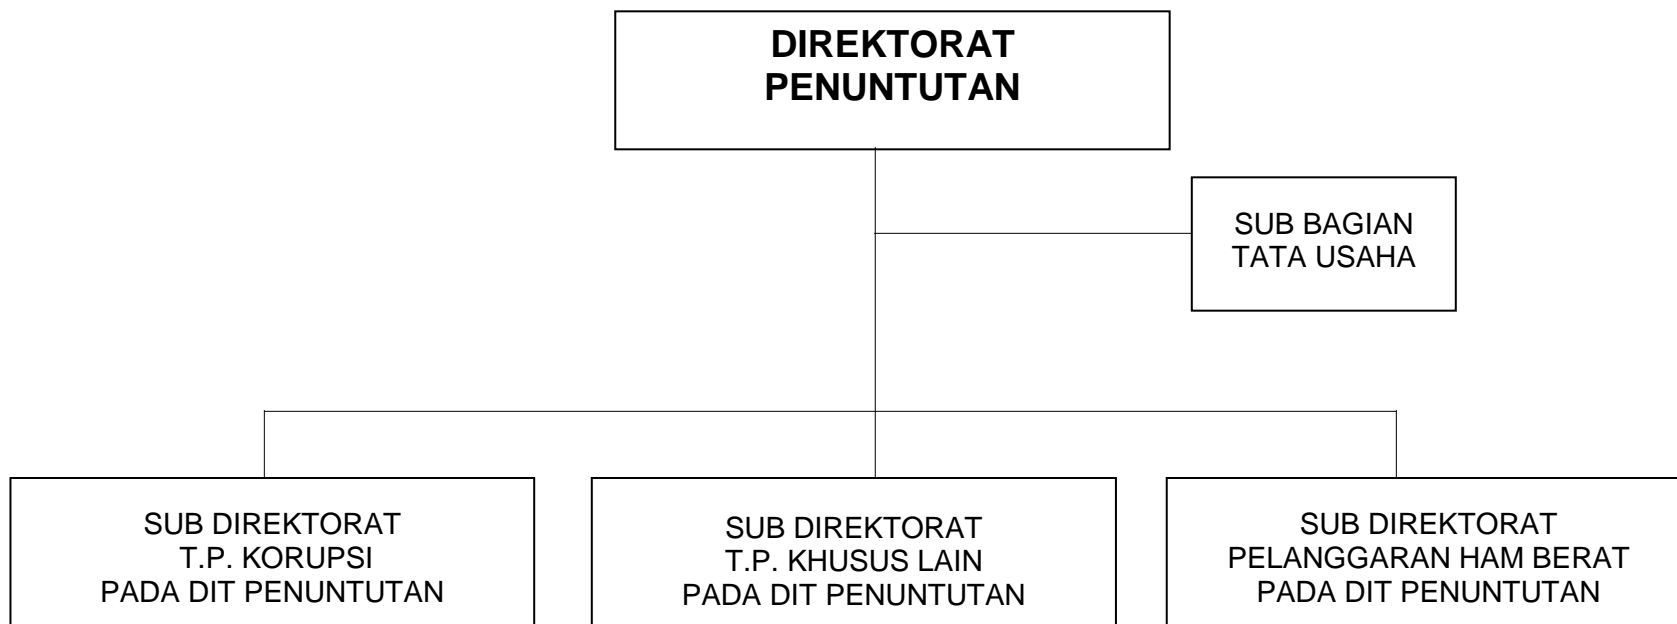 DIREKTORAT
PENUNTUTAN
SUB BAGIAN
TATA USAHA
SUB DIREKTORAT
T.P. KORUPSI
PADA DIT PENUNTUTAN
SUB DIREKTORAT
T.P. KHUSUS LAIN
PADA DIT PENUNTUTAN
SUB DIREKTORAT
PELANGGARAN HAM BERAT
PADA DIT PENUNTUTAN